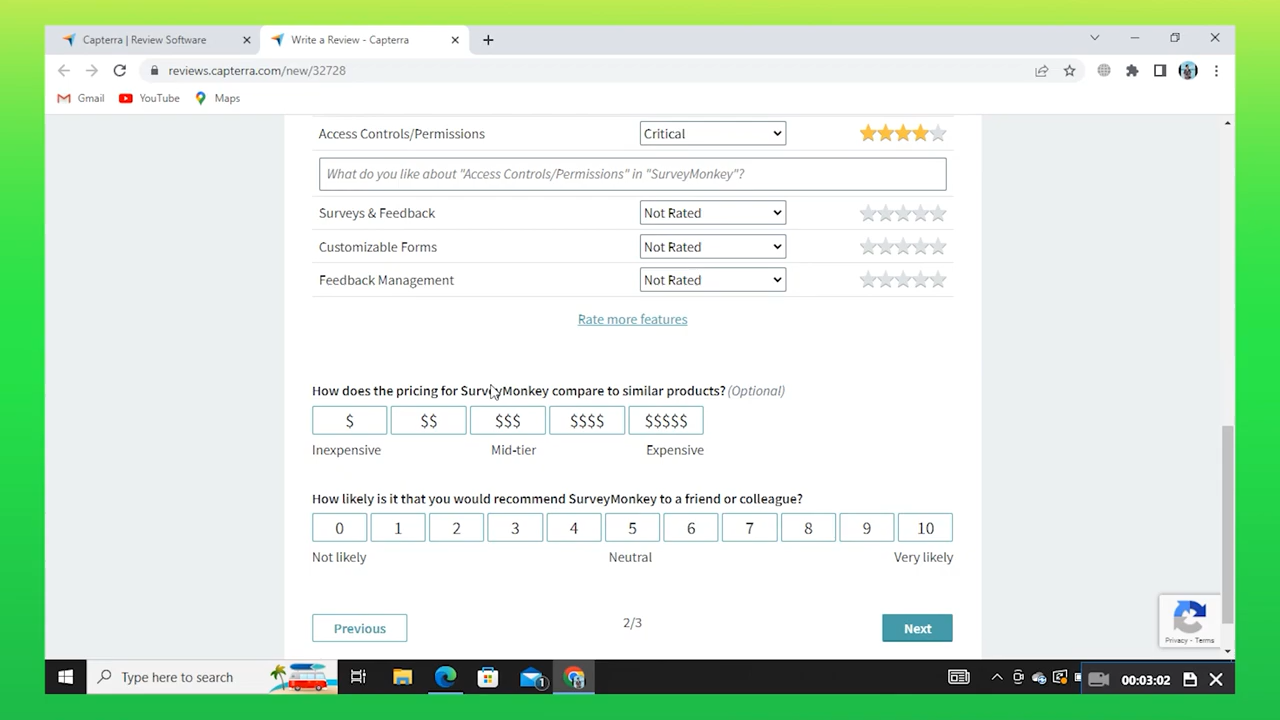 Capterra | Review Software
Write a Review - Capterra
reviews.capterra.com/new/32728
Gmail YouTube Maps
Access Controls/Permissions Critical
What do you like about "Access Controls/Permissions" in "SurveyMonkey"?
Surveys & Feedback Not Rated
Customizable Forms Not Rated
Feedback Management Not Rated
Rate more features
How does the pricing for SurveyMonkey compare to similar products? (Optional)
$ $$ $$$ $$$$ $$$$$
Inexpensive Mid-tier Expensive
How likely is it that you would recommend SurveyMonkey to a friend or colleague?
0 1 2 3 4 5 6 7 8 9 10
Not likely Neutral Very likely
Previous 2/3 Next
Privacy - Terms
Type here to search 1 00:03:02